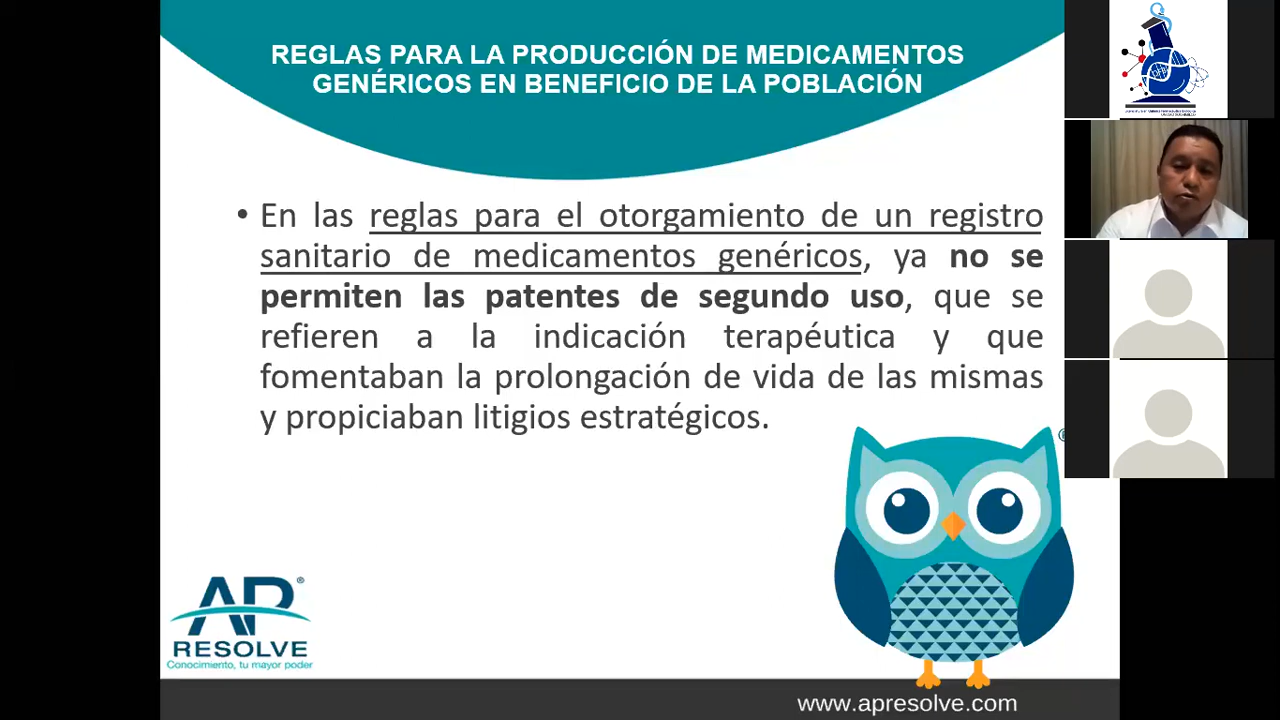 REGLAS PARA LA PRODUCCIÓN DE MEDICAMENTOS
GENÉRICOS EN BENEFICIO DE LA POBLACIÓN
• En las reglas para el otorgamiento de un registro
sanitario de medicamentos genéricos, ya no se
permiten las patentes de segundo uso, que se
refieren a la indicación terapéutica y que
fomentaban la prolongación de vida de las mismas
y propiciaban litigios estratégicos.
®
AP®
RESOLVE
Conocimiento, tu mayor poder
www.apresolve.com